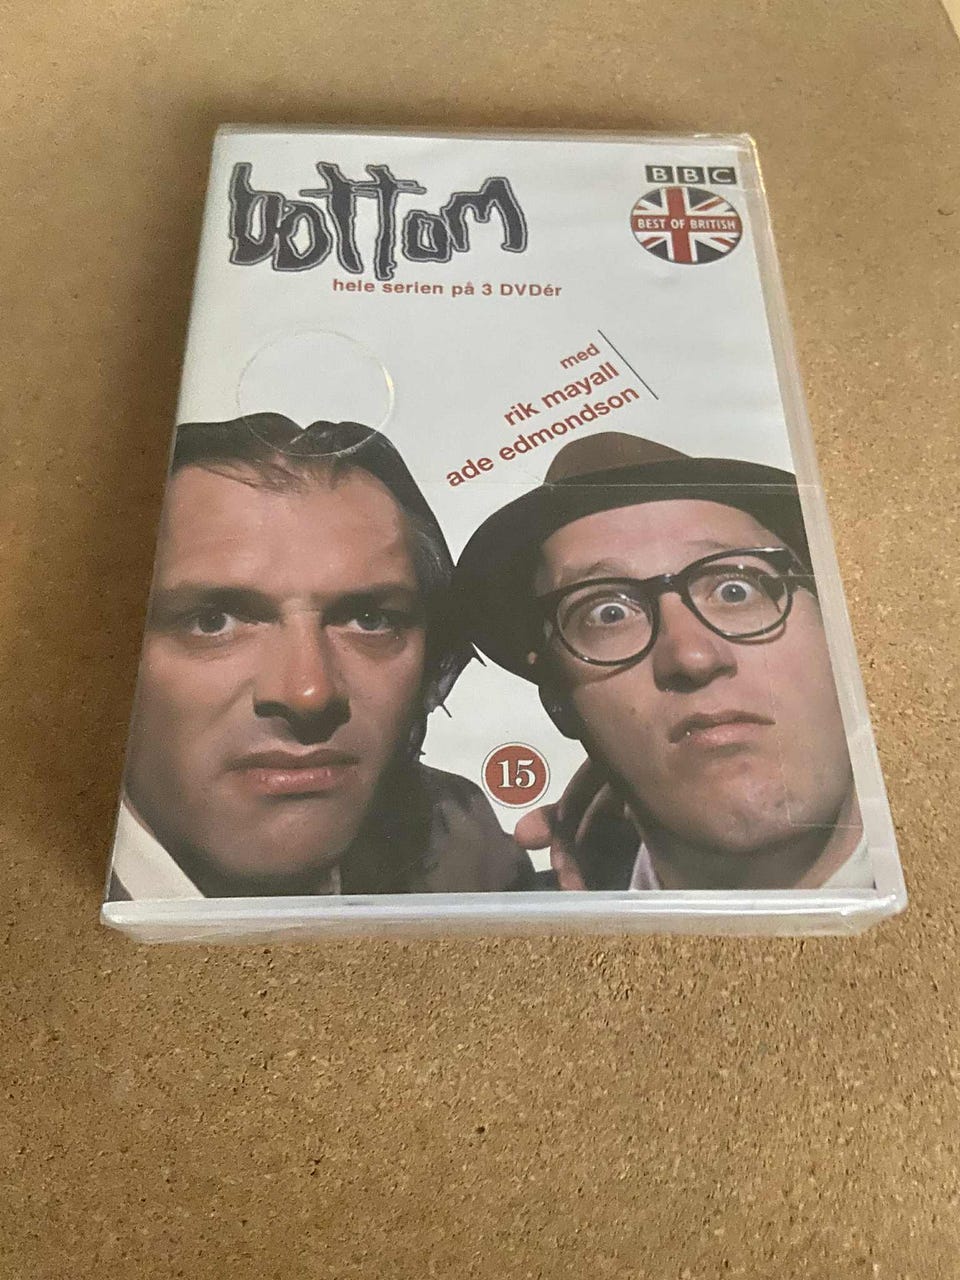 bottom
BBC
BEST OF BRITISH
hele serien på 3 DVDér
med
rik mayall
ade edmondson
15